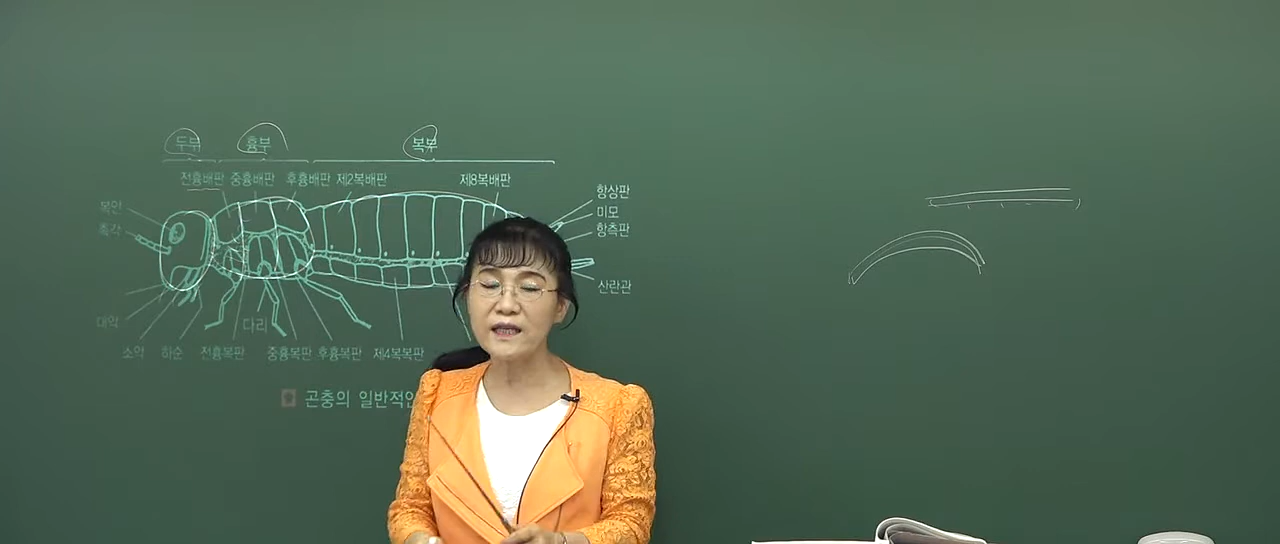 두부 흉부 복부
전흉배판 중흉배판 후흉배판 제2복배판 제8복배판
항상판
복안 미모
촉각 항측판
산란관
대악 다리
소악 하순 전흉복판 중흉복판 후흉복판 제4복복판
곤충의 일반적인